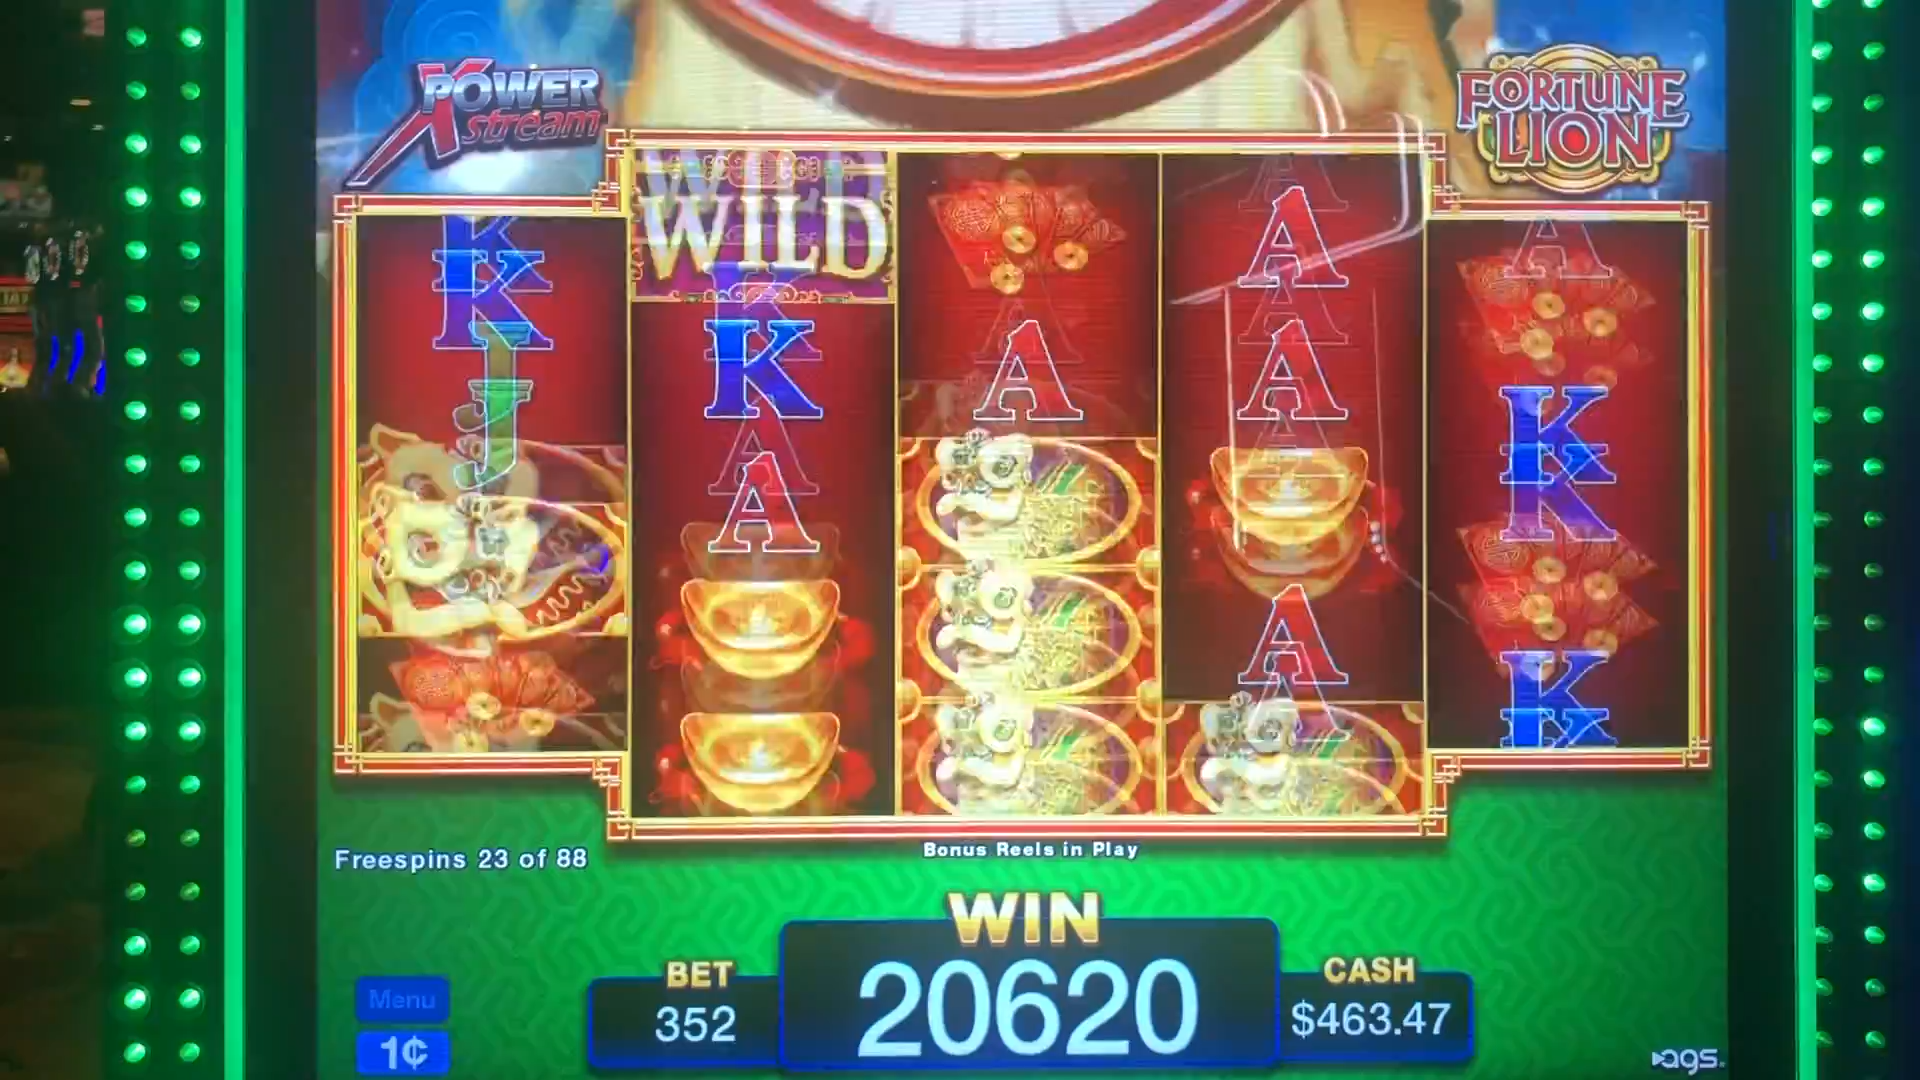 XPOWER
stream
FORTUNE
LION
WILD
K
K
J
J
K
A
A
A
A
A
A
K
K
K
K
Freespins 23 of 88
Bonus Reels in Play
WIN
20620
BET
352
CASH
$463.47
Menu
1¢
ags